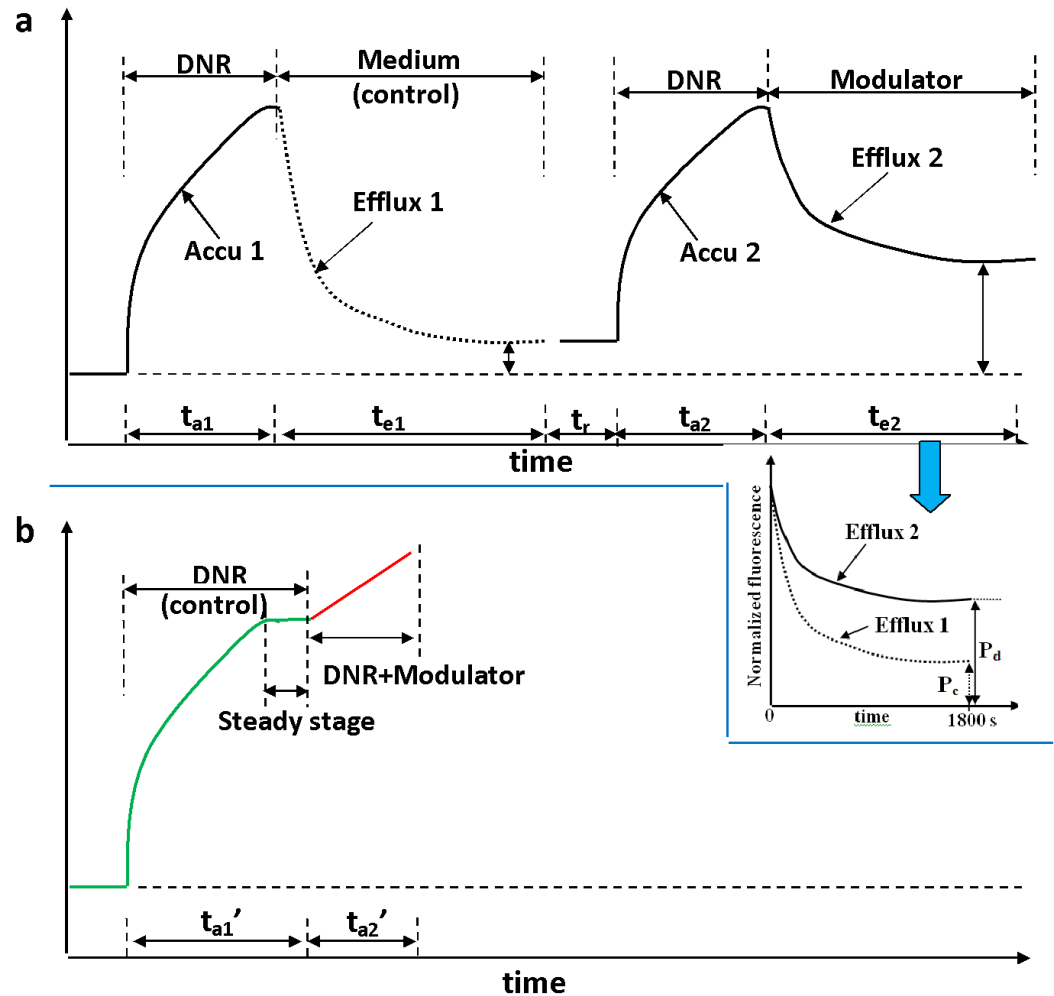 a
DNR
Medium
(control)
DNR
Modulator
Efflux 1
Accu 1
Efflux 2
Accu 2
ta1
te1
tr
ta2
te2
time
Normalized fluorescence
Efflux 2
Efflux 1
Pd
Pc
0
time
1800 s
b
DNR
(control)
DNR+Modulator
Steady stage
ta1’
ta2’
time